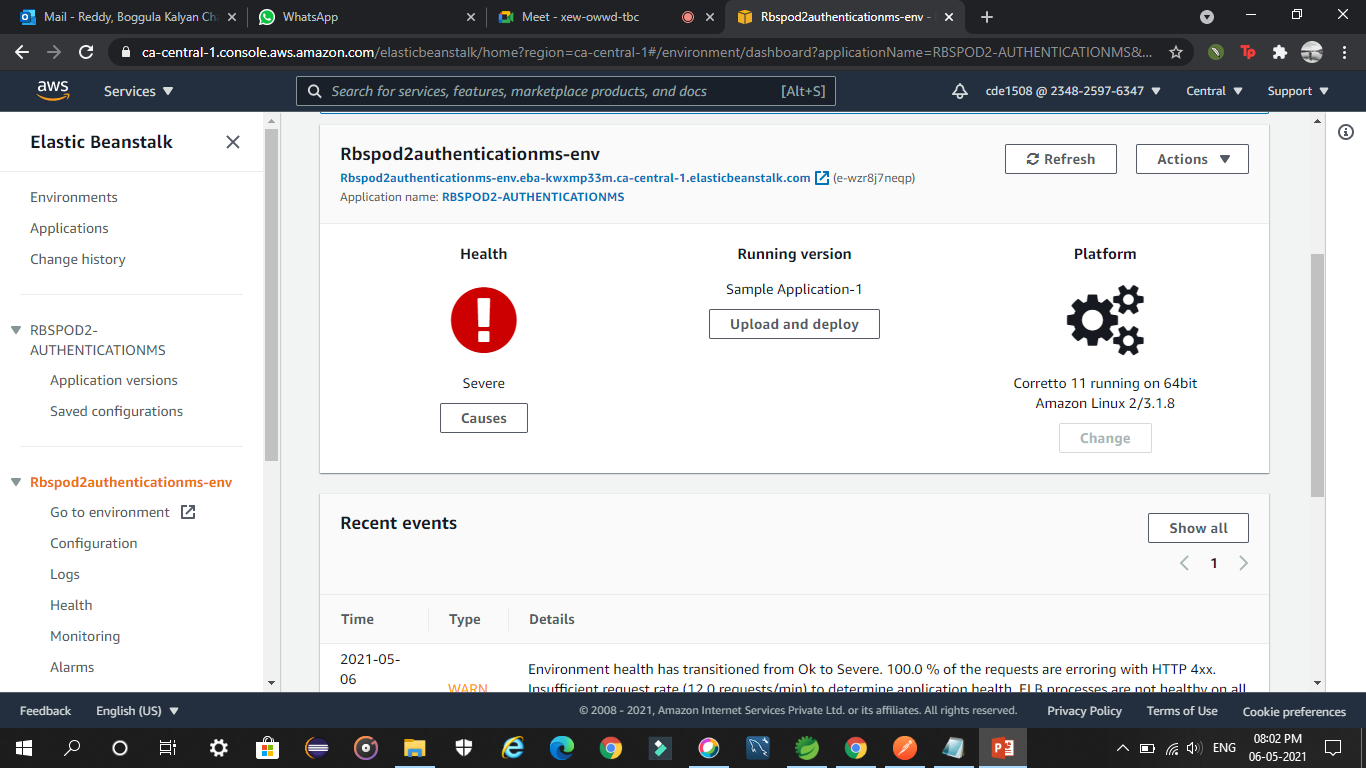 Mail - Reddy, Boggula Kalyan Ch
WhatsApp
Meet - xew-owwd-tbc
Rbspod2authenticationms-env -
ca-central-1.console.aws.amazon.com/elasticbeanstalk/home?region=ca-central-1#/environment/dashboard?applicationName=RBSPOD2-AUTHENTICATIONMS&...
Tp
aws
Services
Search for services, features, marketplace products, and docs
[Alt+S]
cde1508 @ 2348-2597-6347
Central
Support
Elastic Beanstalk
Environments
Applications
Change history
RBSPOD2-
AUTHENTICATIONMS
Application versions
Saved configurations
Rbspod2authenticationms-env
Go to environment
Configuration
Logs
Health
Monitoring
Alarms
Rbspod2authenticationms-env
Rbspod2authenticationms-env.eba-kwxmp33m.ca-central-1.elasticbeanstalk.com (e-wzr8j7neqp)
Application name: RBSPOD2-AUTHENTICATIONMS
Refresh
Actions
Health
Severe
Causes
Running version
Sample Application-1
Upload and deploy
Platform
Corretto 11 running on 64bit
Amazon Linux 2/3.1.8
Change
Recent events
Show all
1
Time
Type
Details
2021-05-
06
WARN
Environment health has transitioned from Ok to Severe. 100.0 % of the requests are erroring with HTTP 4xx.
Insufficient request rate (12.0 requests/min) to determine application health. ELB processes are not healthy on all
Feedback
English (US)
© 2008 - 2021, Amazon Internet Services Private Ltd. or its affiliates. All rights reserved.
Privacy Policy
Terms of Use
Cookie preferences
ENG
08:02 PM
06-05-2021